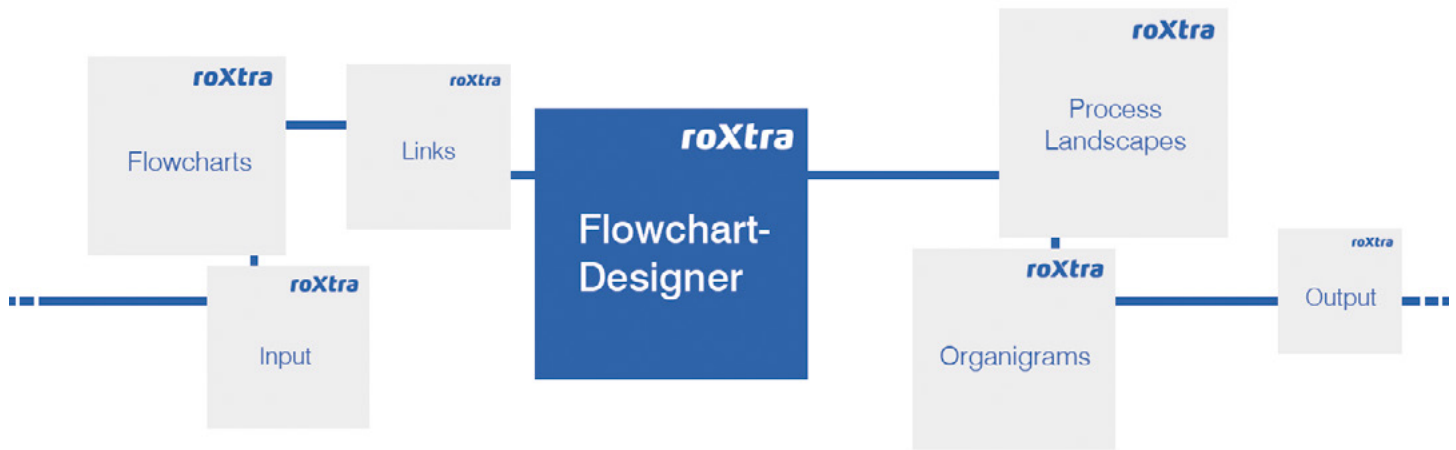 roXtra
Flowcharts
roXtra
Links
roXtra
Input
roXtra
Flowchart-
Designer
roXtra
Process
Landscapes
roXtra
Organigrams
roXtra
Output